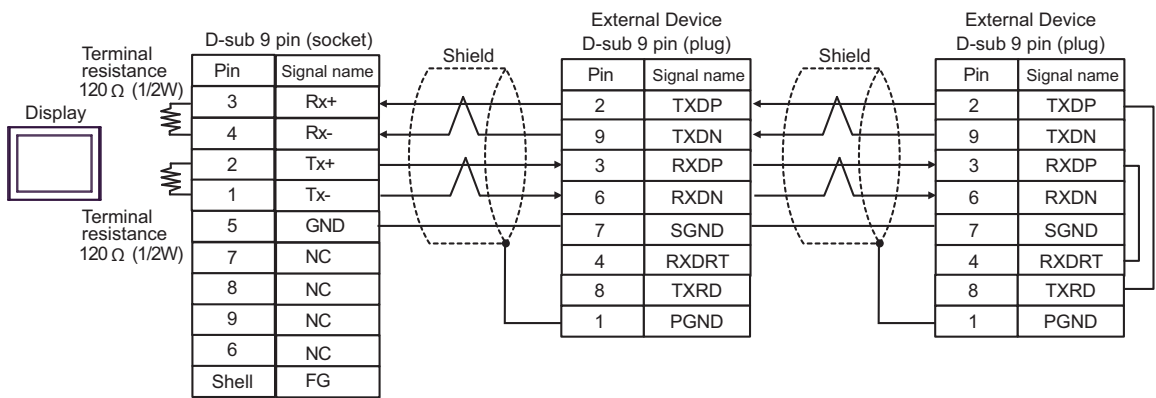 Display
Terminal
resistance
120 Ω (1/2W)
Terminal
resistance
120 Ω (1/2W)
D-sub 9 pin (socket)
Pin Signal name
3 Rx+
4 Rx-
2 Tx+
1 Tx-
5 GND
7 NC
8 NC
9 NC
6 NC
Shell FG
Shield
External Device
D-sub 9 pin (plug)
Pin Signal name
2 TXDP
9 TXDN
3 RXDP
6 RXDN
7 SGND
4 RXDRT
8 TXRD
1 PGND
Shield
External Device
D-sub 9 pin (plug)
Pin Signal name
2 TXDP
9 TXDN
3 RXDP
6 RXDN
7 SGND
4 RXDRT
8 TXRD
1 PGND